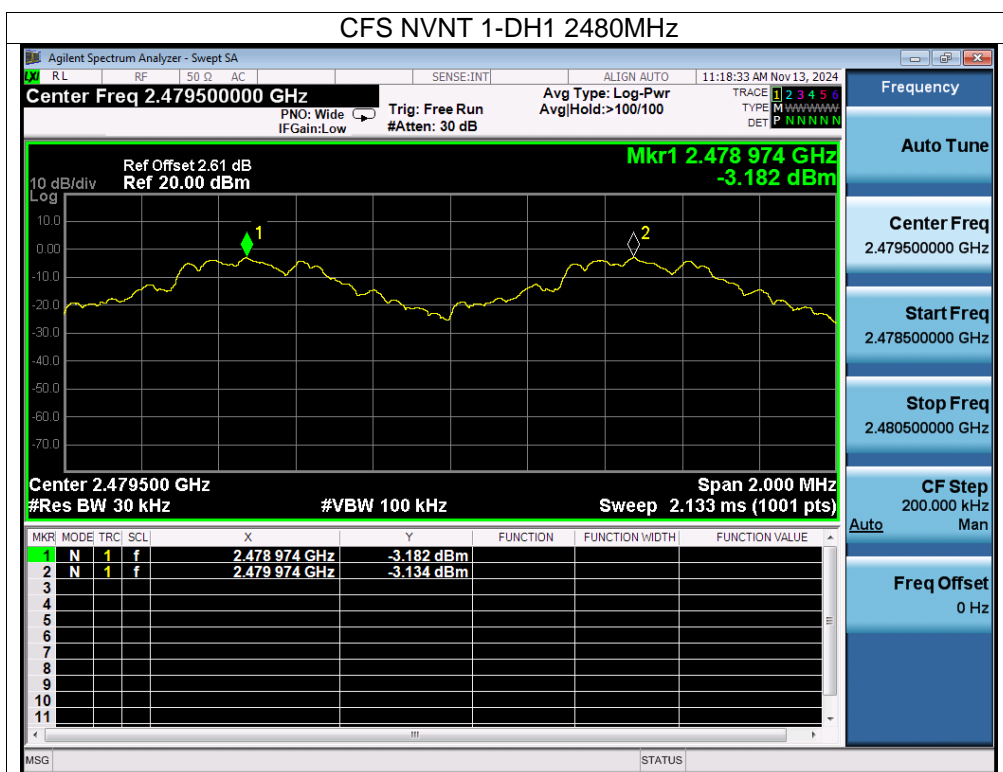 CFS NVNT 1-DH1 2480MHz
Agilent Spectrum Analyzer - Swept SA
LXI RL RF 50 Ω AC SENSE:INT ALIGN AUTO 11:18:33 AM Nov 13, 2024
Center Freq 2.479500000 GHz
PNO: Wide
IFGain:Low
Trig: Free Run
#Atten: 30 dB
Avg Type: Log-Pwr
Avg|Hold:>100/100
TRACE 1 2 3 4 5 6
TYPE M WWWWW
DET P N N N N N
Ref Offset 2.61 dB
10 dB/div Ref 20.00 dBm
Log
Mkr1 2.478 974 GHz
-3.182 dBm
10.0
0.00
-10.0
-20.0
-30.0
-40.0
-50.0
-60.0
-70.0
1
2
Center 2.479500 GHz Span 2.000 MHz
#Res BW 30 kHz #VBW 100 kHz Sweep 2.133 ms (1001 pts)
MKR MODE TRC SCL X Y FUNCTION FUNCTION WIDTH FUNCTION VALUE
1 N 1 f 2.478 974 GHz -3.182 dBm
2 N 1 f 2.479 974 GHz -3.134 dBm
3
4
5
6
7
8
9
10
11
MSG STATUS
Frequency
Auto Tune
Center Freq
2.479500000 GHz
Start Freq
2.478500000 GHz
Stop Freq
2.480500000 GHz
CF Step
200.000 kHz
Auto Man
Freq Offset
0 Hz